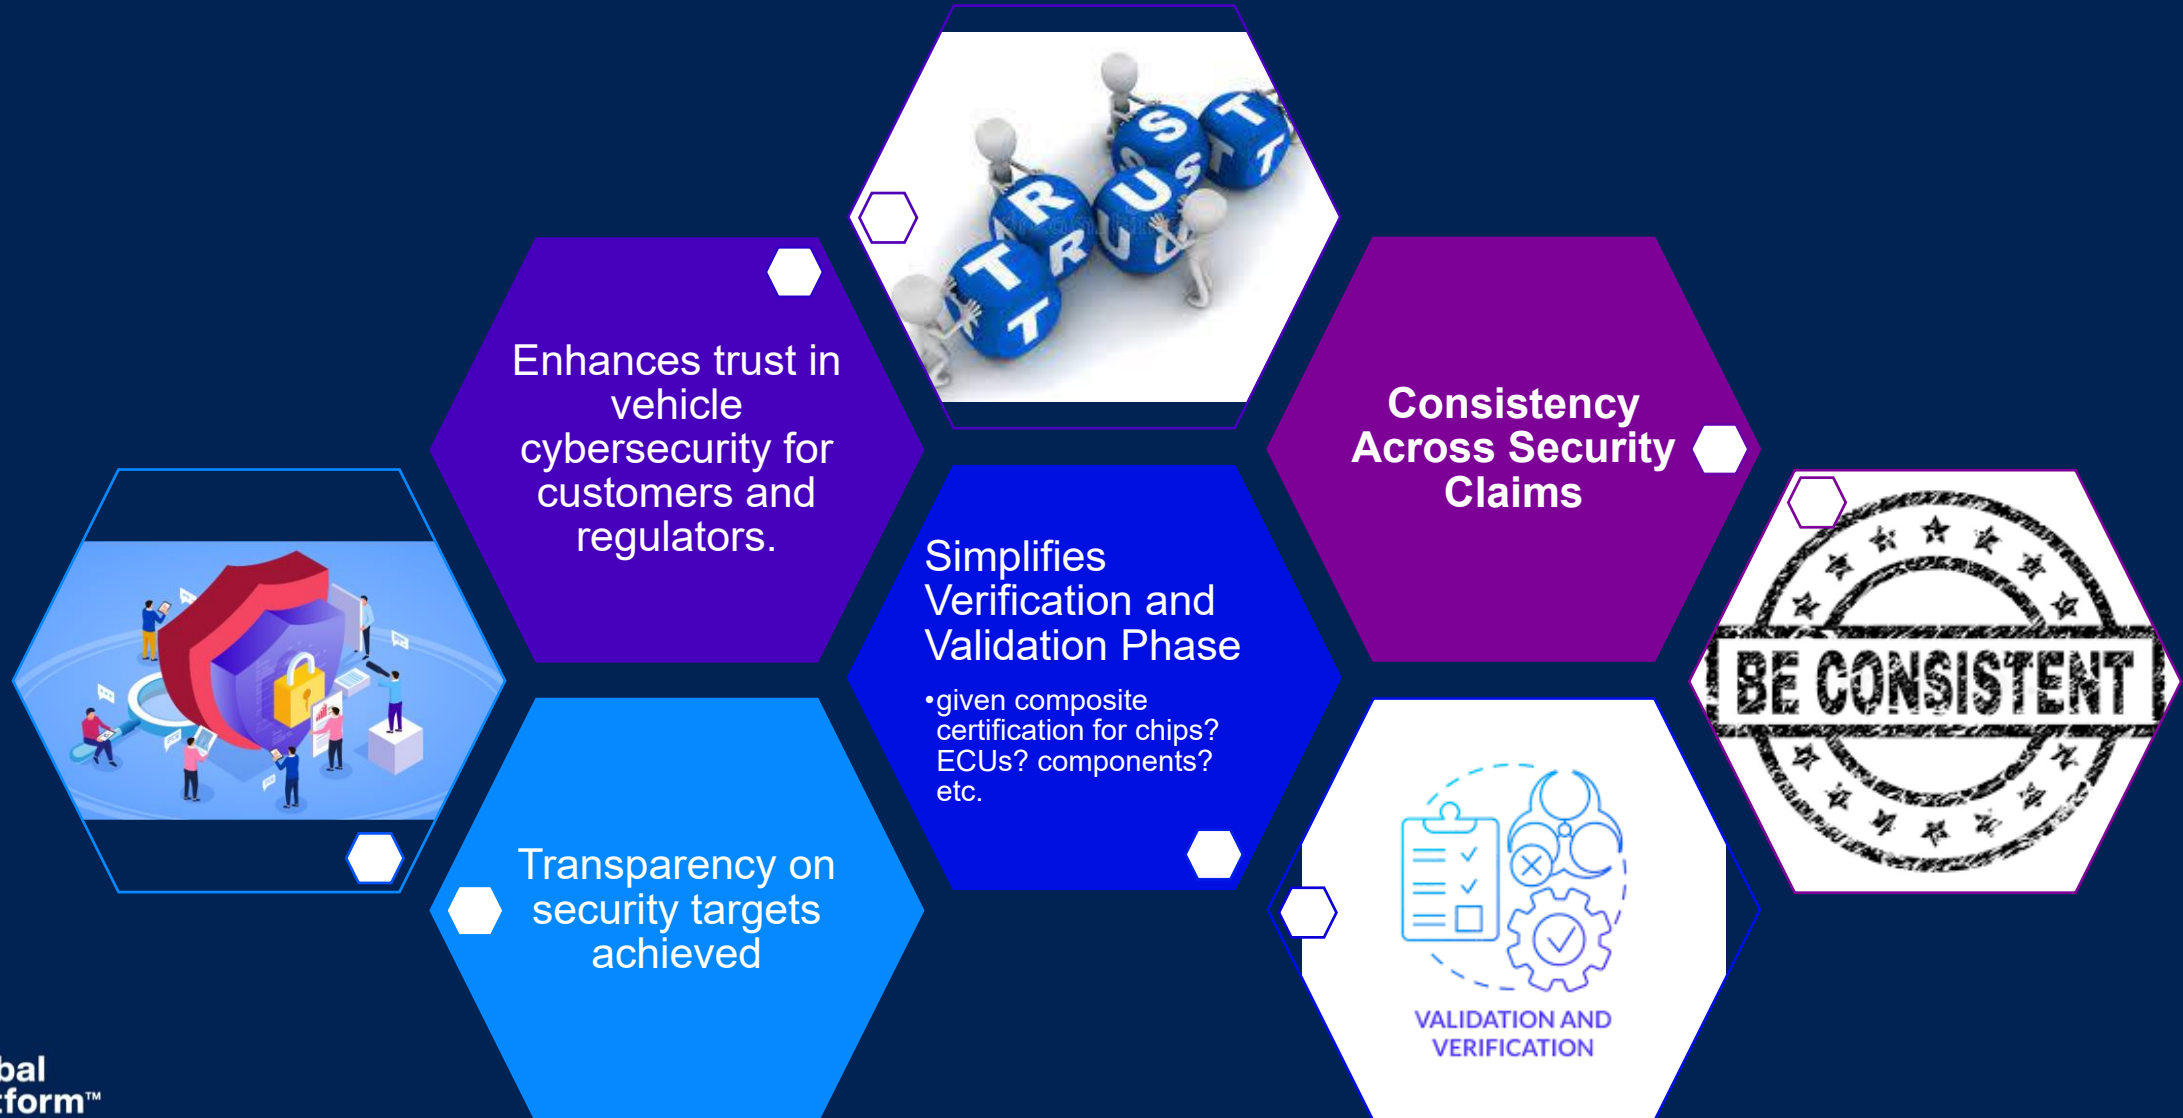 T R U S T
T R U S T
S
Enhances trust in
vehicle
cybersecurity for
customers and
regulators.
Consistency
Across Security
Claims
Simplifies
Verification and
Validation Phase
•given composite
certification for chips?
ECUs? components?
etc.
BE CONSISTENT
Transparency on
security targets
achieved
VALIDATION AND
VERIFICATION
bal
tform™